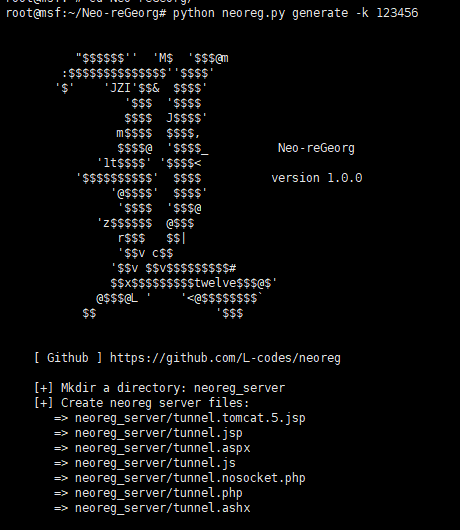 root@msf:~/Neo-reGeorg# python neoreg.py generate -k 123456
"$$$$$$''  'M$  '$$$@m
:$$$$$$$$$$$$$$''$$$$'
'$'    'JZI'$$&  $$$$'
'$$$  '$$$$
$$$$  J$$$$'
m$$$$  $$$$,
$$$$@  '$$$$_          Neo-reGeorg
'1t$$$$' '$$$$<
'$$$$$$$$$$'  $$$$          version 1.0.0
'@$$$$'  $$$$'
'$$$$  '$$$@
'z$$$$$$  @$$$
r$$$   $$|
'$$v c$$
'$$v $$v$$$$$$$$$#
$$x$$$$$$$$$twelve$$$@$'
@$$$@L '    '<@$$$$$$$$`
$$                 '$$$
[ Github ] https://github.com/L-codes/neoreg
[+] Mkdir a directory: neoreg_server
[+] Create neoreg server files:
=> neoreg_server/tunnel.tomcat.5.jsp
=> neoreg_server/tunnel.jsp
=> neoreg_server/tunnel.aspx
=> neoreg_server/tunnel.js
=> neoreg_server/tunnel.nosocket.php
=> neoreg_server/tunnel.php
=> neoreg_server/tunnel.ashx